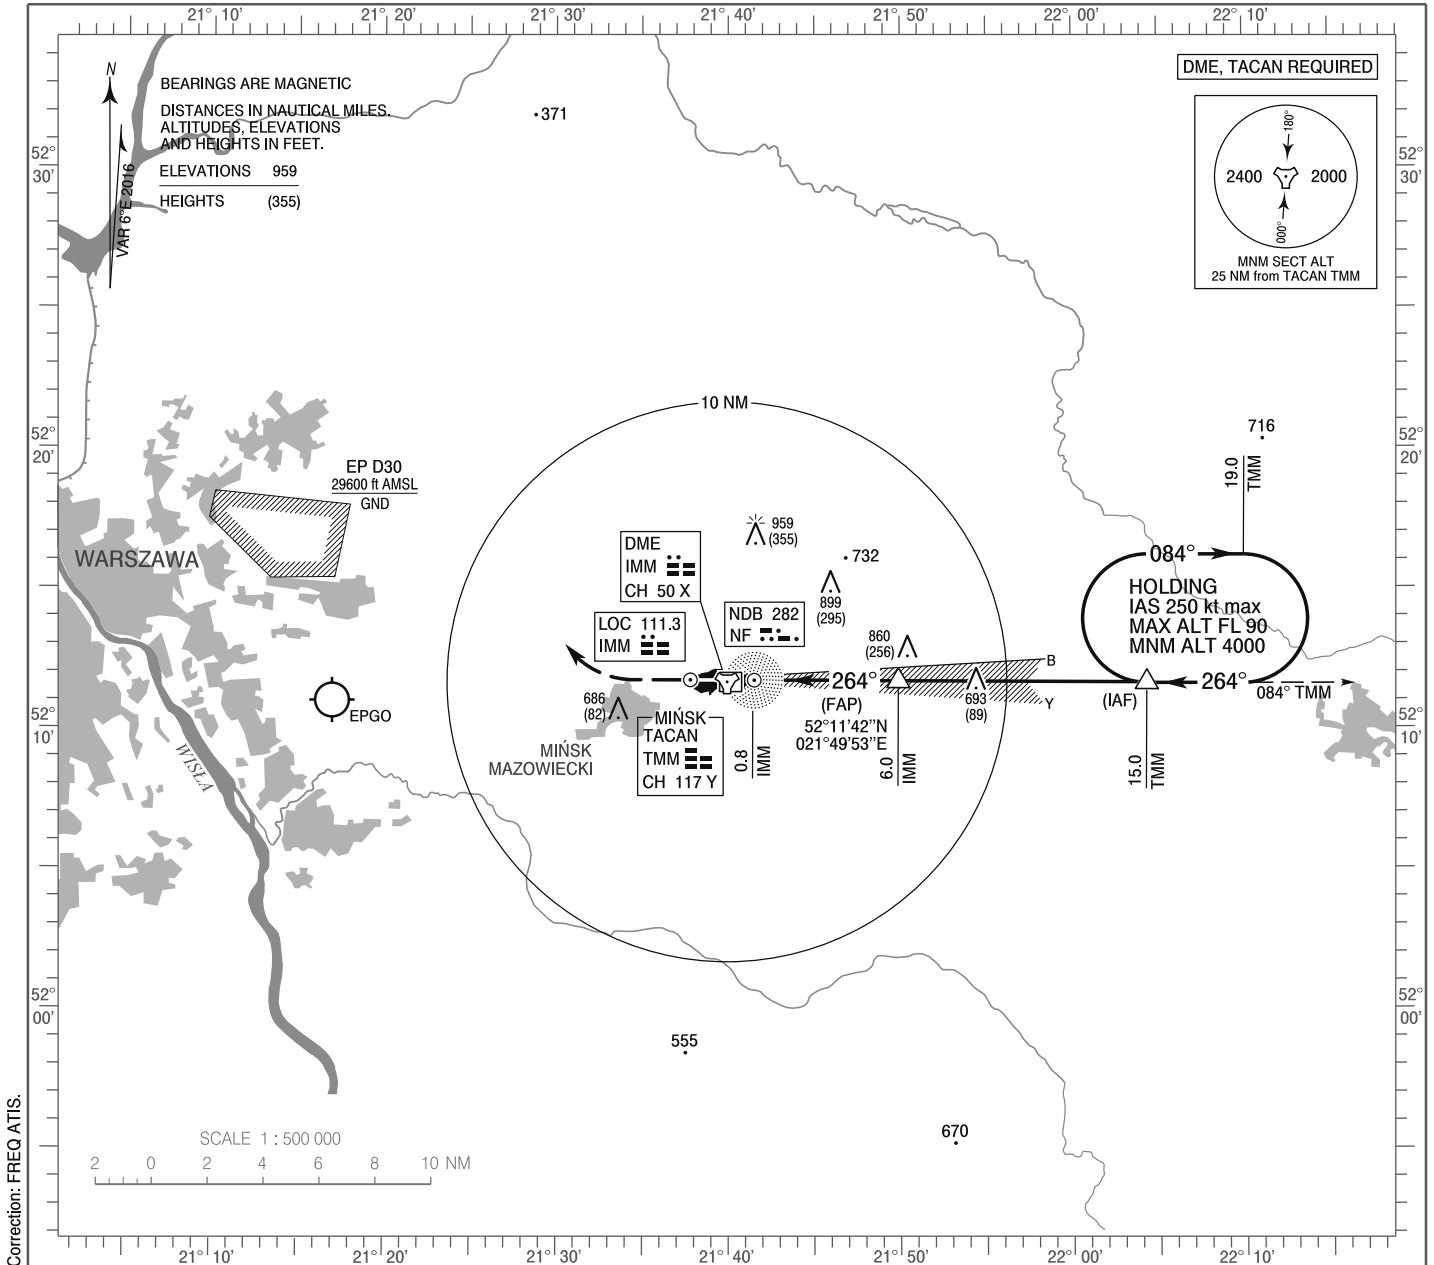 21° 10’
21° 20’
21° 30’
21° 40’
21° 50’
22° 00’
22° 10’
N
VAR 6°E 2016
BEARINGS ARE MAGNETIC
DISTANCES IN NAUTICAL MILES.
ALTITUDES, ELEVATIONS
AND HEIGHTS IN FEET.
ELEVATIONS 959
HEIGHTS (355)
371
DME, TACAN REQUIRED
180°
2400
2000
000°
MNM SECT ALT
25 NM from TACAN TMM
52°
30’
52°
30’
52°
20’
52°
20’
10 NM
716
19.0
TMM
EP D30
29600 ft AMSL
GND
WARSZAWA
959
(355)
732
899
(295)
DME
IMM
CH 50 X
LOC 111.3
IMM
NDB 282
NF
860
(256)
084°
HOLDING
IAS 250 kt max
MAX ALT FL 90
MNM ALT 4000
B
264°
Y
(FAP)
52°11’42”N
021°49’53”E
693
(89)
(IAF)
264°
084° TMM
686
(82)
EPGO
MIŃSK
MAZOWIECKI
MIŃSK
TACAN
TMM
CH 117 Y
0.8
IMM
6.0
IMM
15.0
TMM
52°
10’
52°
10’
WISŁA
52°
00’
52°
00’
555
670
SCALE 1 : 500 000
2 0 2 4 6 8 10 NM
Correction: FREQ ATIS.
21° 10’
21° 20’
21° 30’
21° 40’
21° 50’
22° 00’
22° 10’